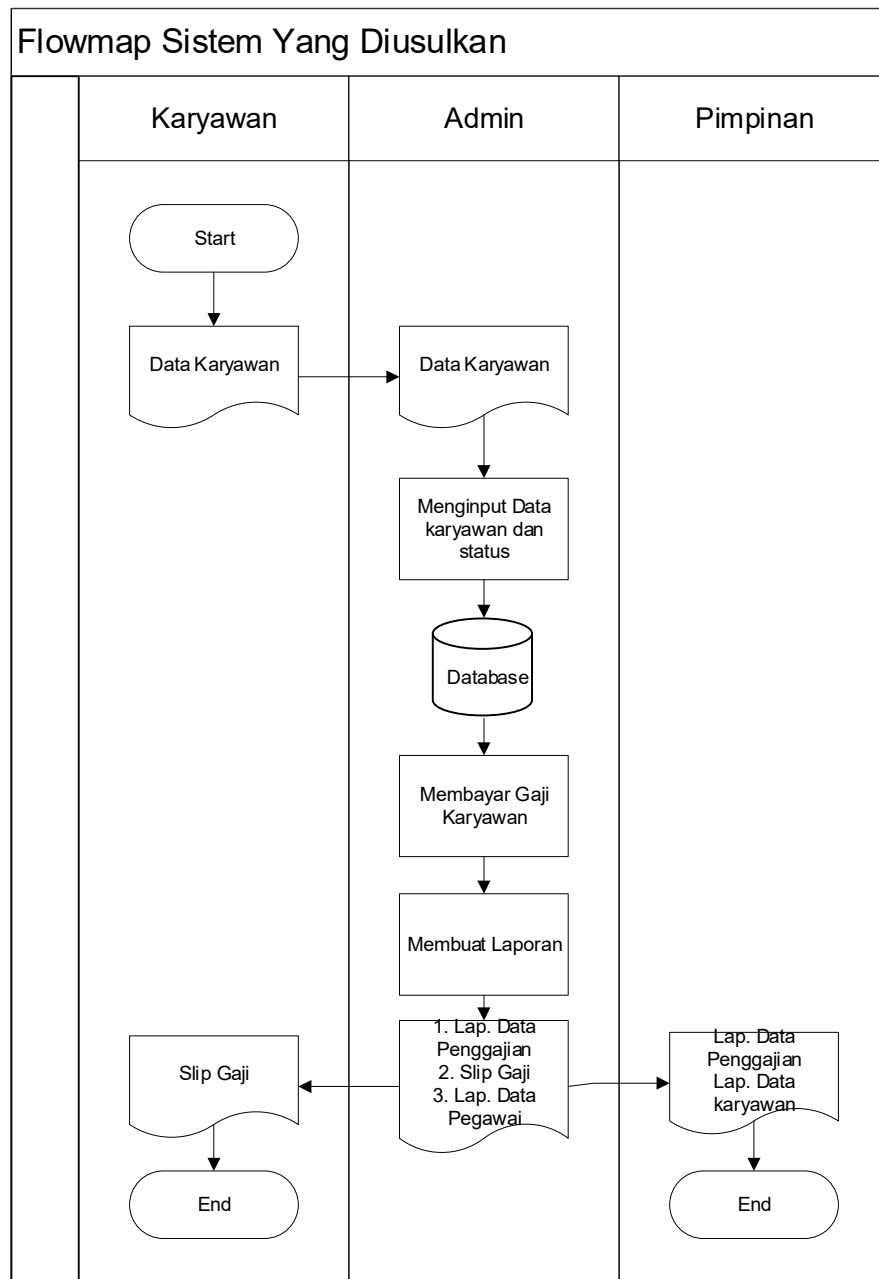 Flowmap Sistem Yang Diusulkan
Karyawan
Admin
Pimpinan
Start
Data Karyawan
Data Karyawan
Menginput Data
karyawan dan
status
Database
Membayar Gaji
Karyawan
Membuat Laporan
1. Lap. Data
Penggajian
2. Slip Gaji
3. Lap. Data
Pegawai
Slip Gaji
Lap. Data
Penggajian
Lap. Data
karyawan
End
End